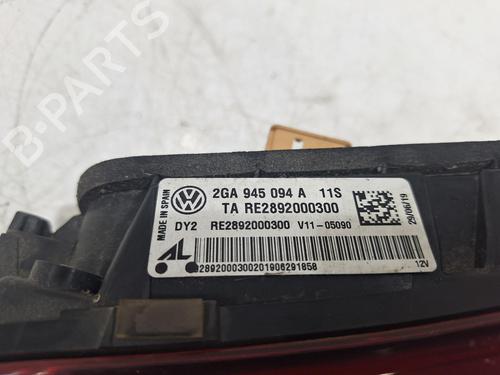 B-Parts
MADE IN SPAIN
2GA 945 094 A 11S
TA RE2892000300
DY2 RE2892000300 V11-05090
29/06/19
AL
2892000300201906291858
12V